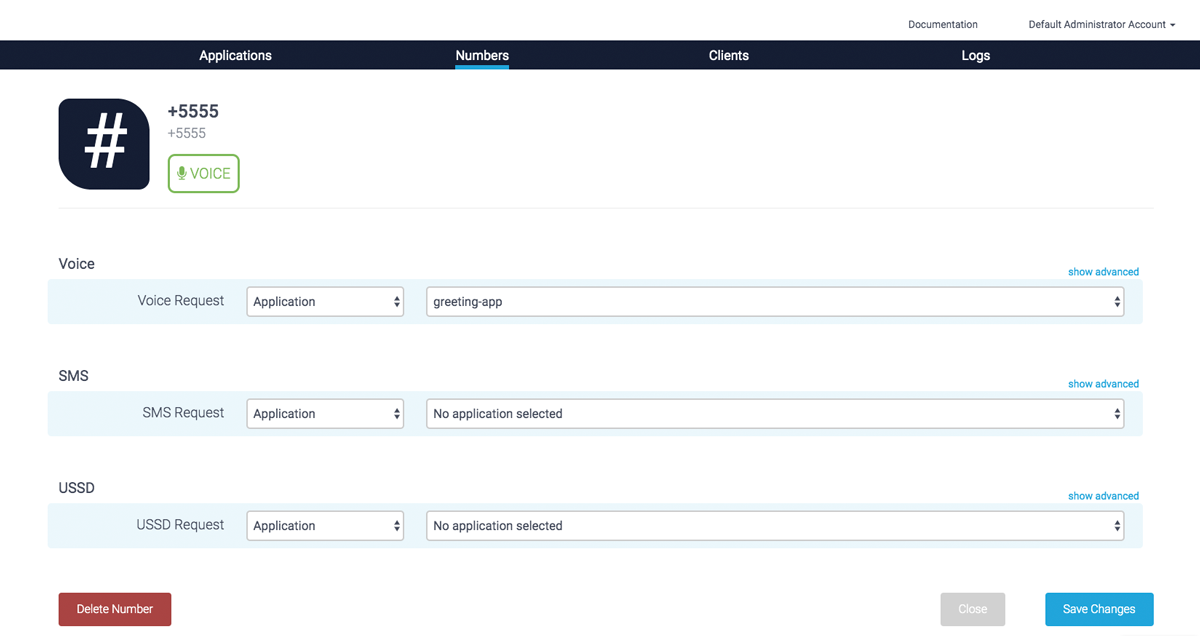 Documentation Default Administrator Account
Applications Numbers Clients Logs
#
+5555
+5555
VOICE
Voice
show advanced
Voice Request Application greeting-app
SMS
show advanced
SMS Request Application No application selected
USSD
show advanced
USSD Request Application No application selected
Delete Number Close Save Changes